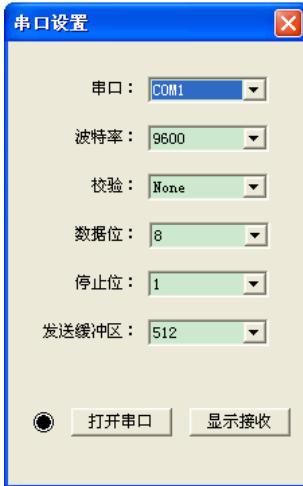 串口设置
串口： COM1
波特率： 9600
校验： None
数据位： 8
停止位： 1
发送缓冲区： 512
打开串口 显示接收